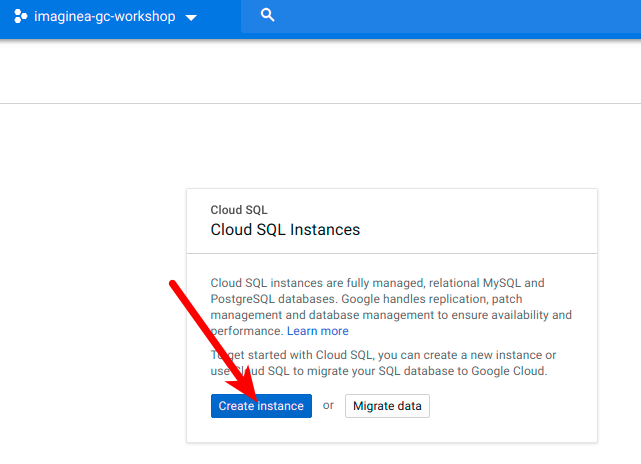 imaginea-gc-workshop
Cloud SQL
Cloud SQL Instances
Cloud SQL instances are fully managed, relational MySQL and
PostgreSQL databases. Google handles replication, patch
management and database management to ensure availability and
performance. Learn more
To get started with Cloud SQL, you can create a new instance or
use Cloud SQL to migrate your SQL database to Google Cloud.
Create instance or Migrate data